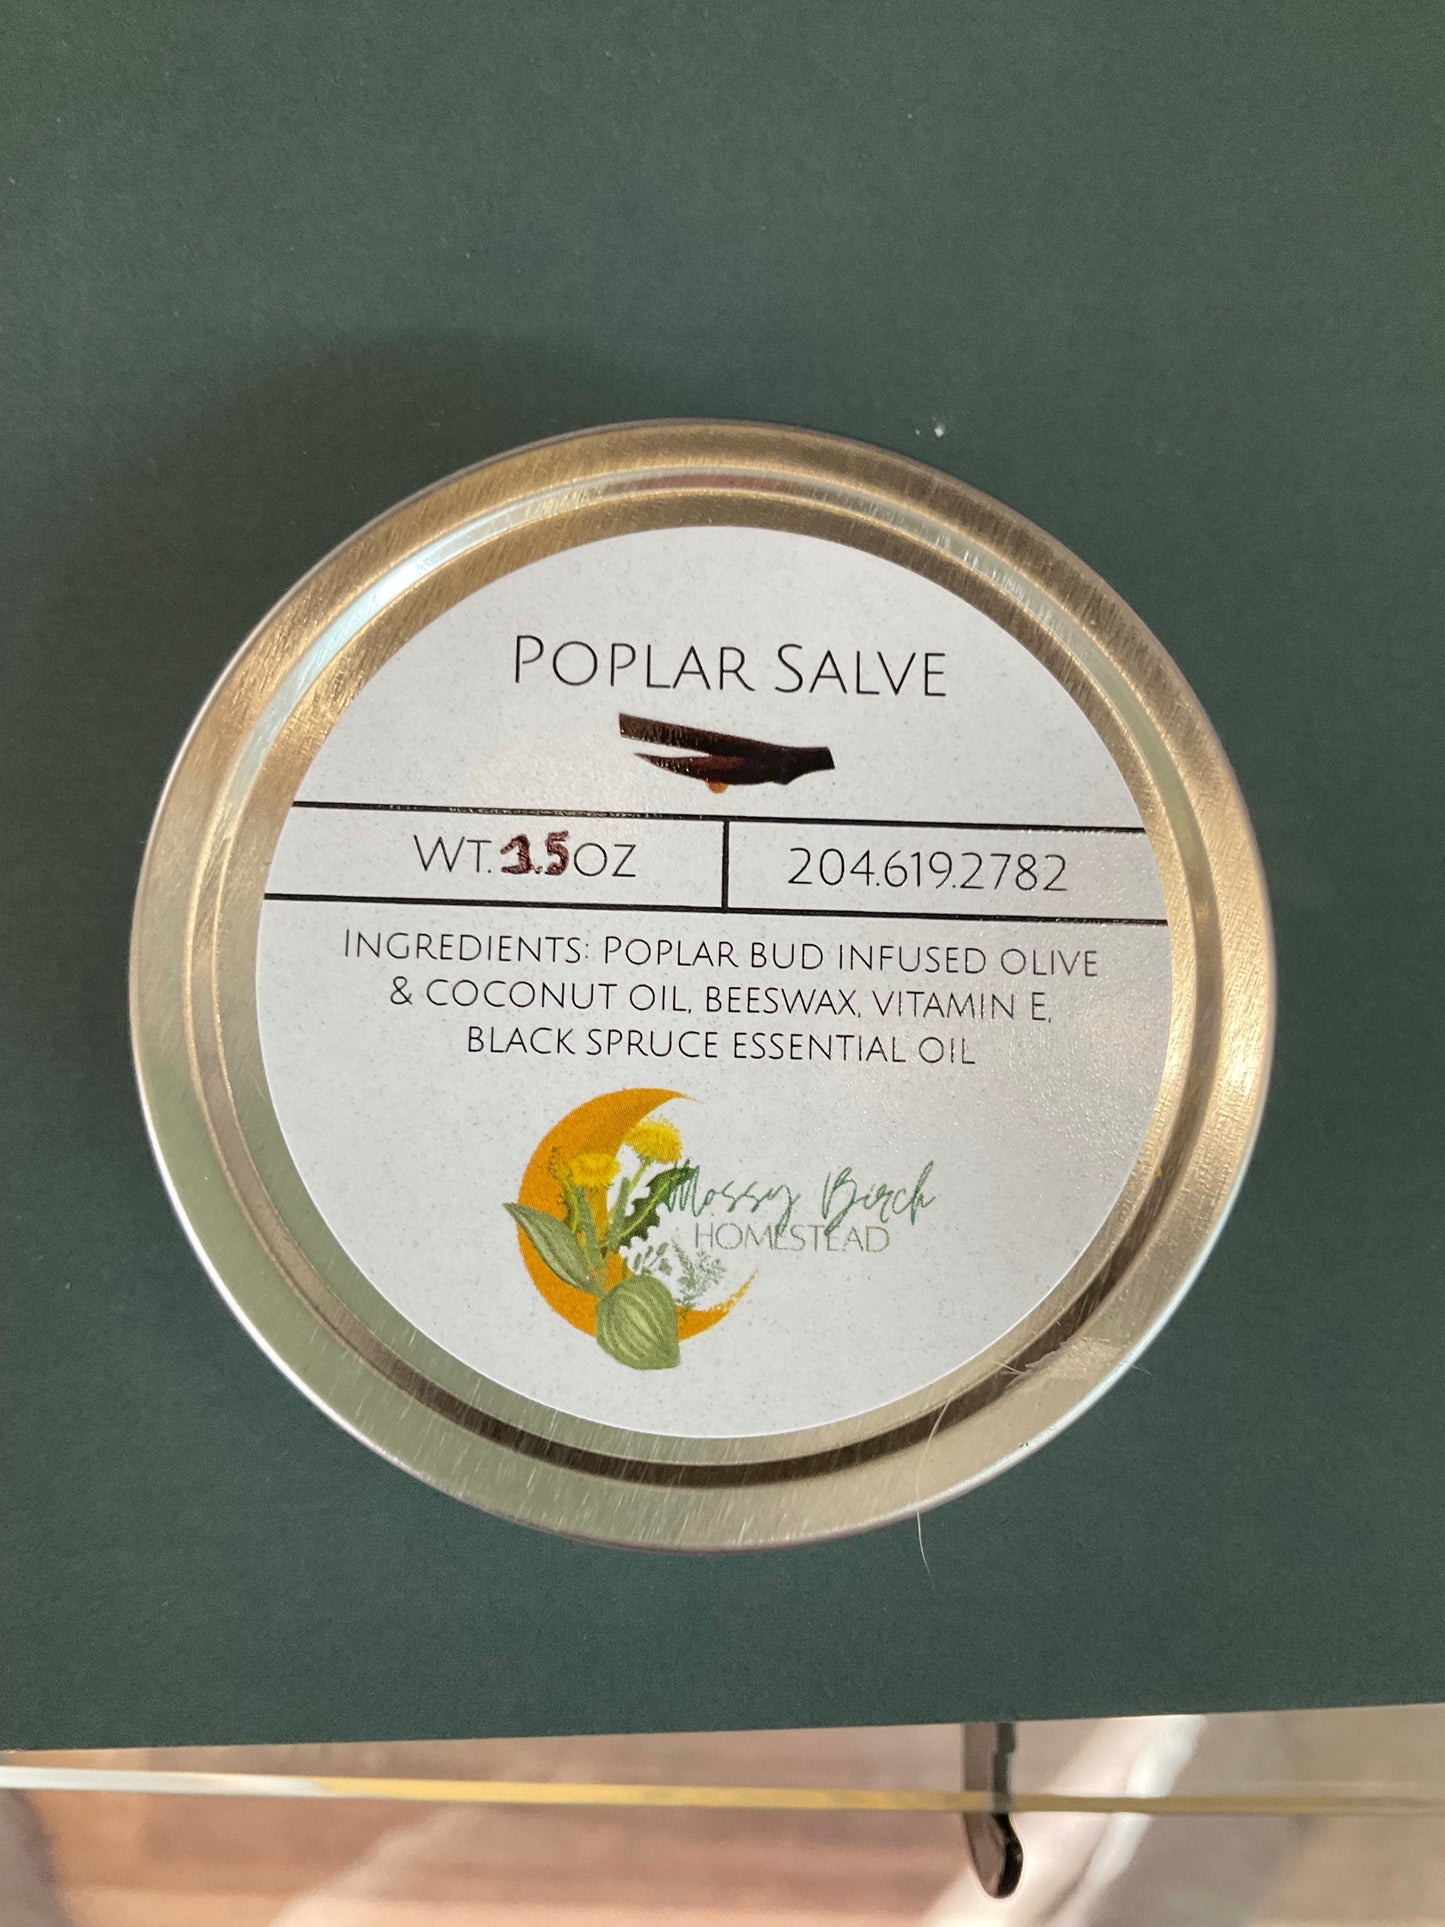 POPLAR SALVE
WT. 3.5OZ
204.619.2782
INGREDIENTS: POPLAR BUD INFUSED OLIVE
& COCONUT OIL, BEESWAX, VITAMIN E,
BLACK SPRUCE ESSENTIAL OIL
Mossy Birch
HOMESTEAD